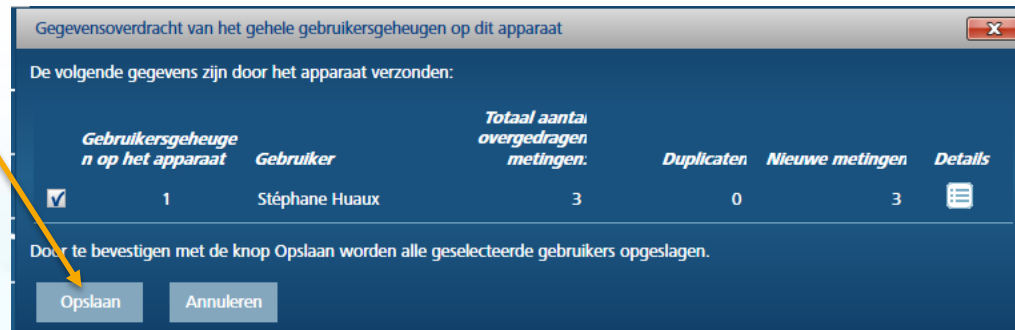 Gegevensoverdracht van het gehele gebruikersgeheugen op dit apparaat
De volgende gegevens zijn door het apparaat verzonden:
Gebruikersgeheuge
n op het apparaat
Gebruiker
Totaal aantal
overgedragen
metingen:
Duplicaten
Nieuwe metingen
Details
1 Stéphane Huaux 3 0 3
Door te bevestigen met de knop Opslaan worden alle geselecteerde gebruikers opgeslagen.
Opslaan Annuleren